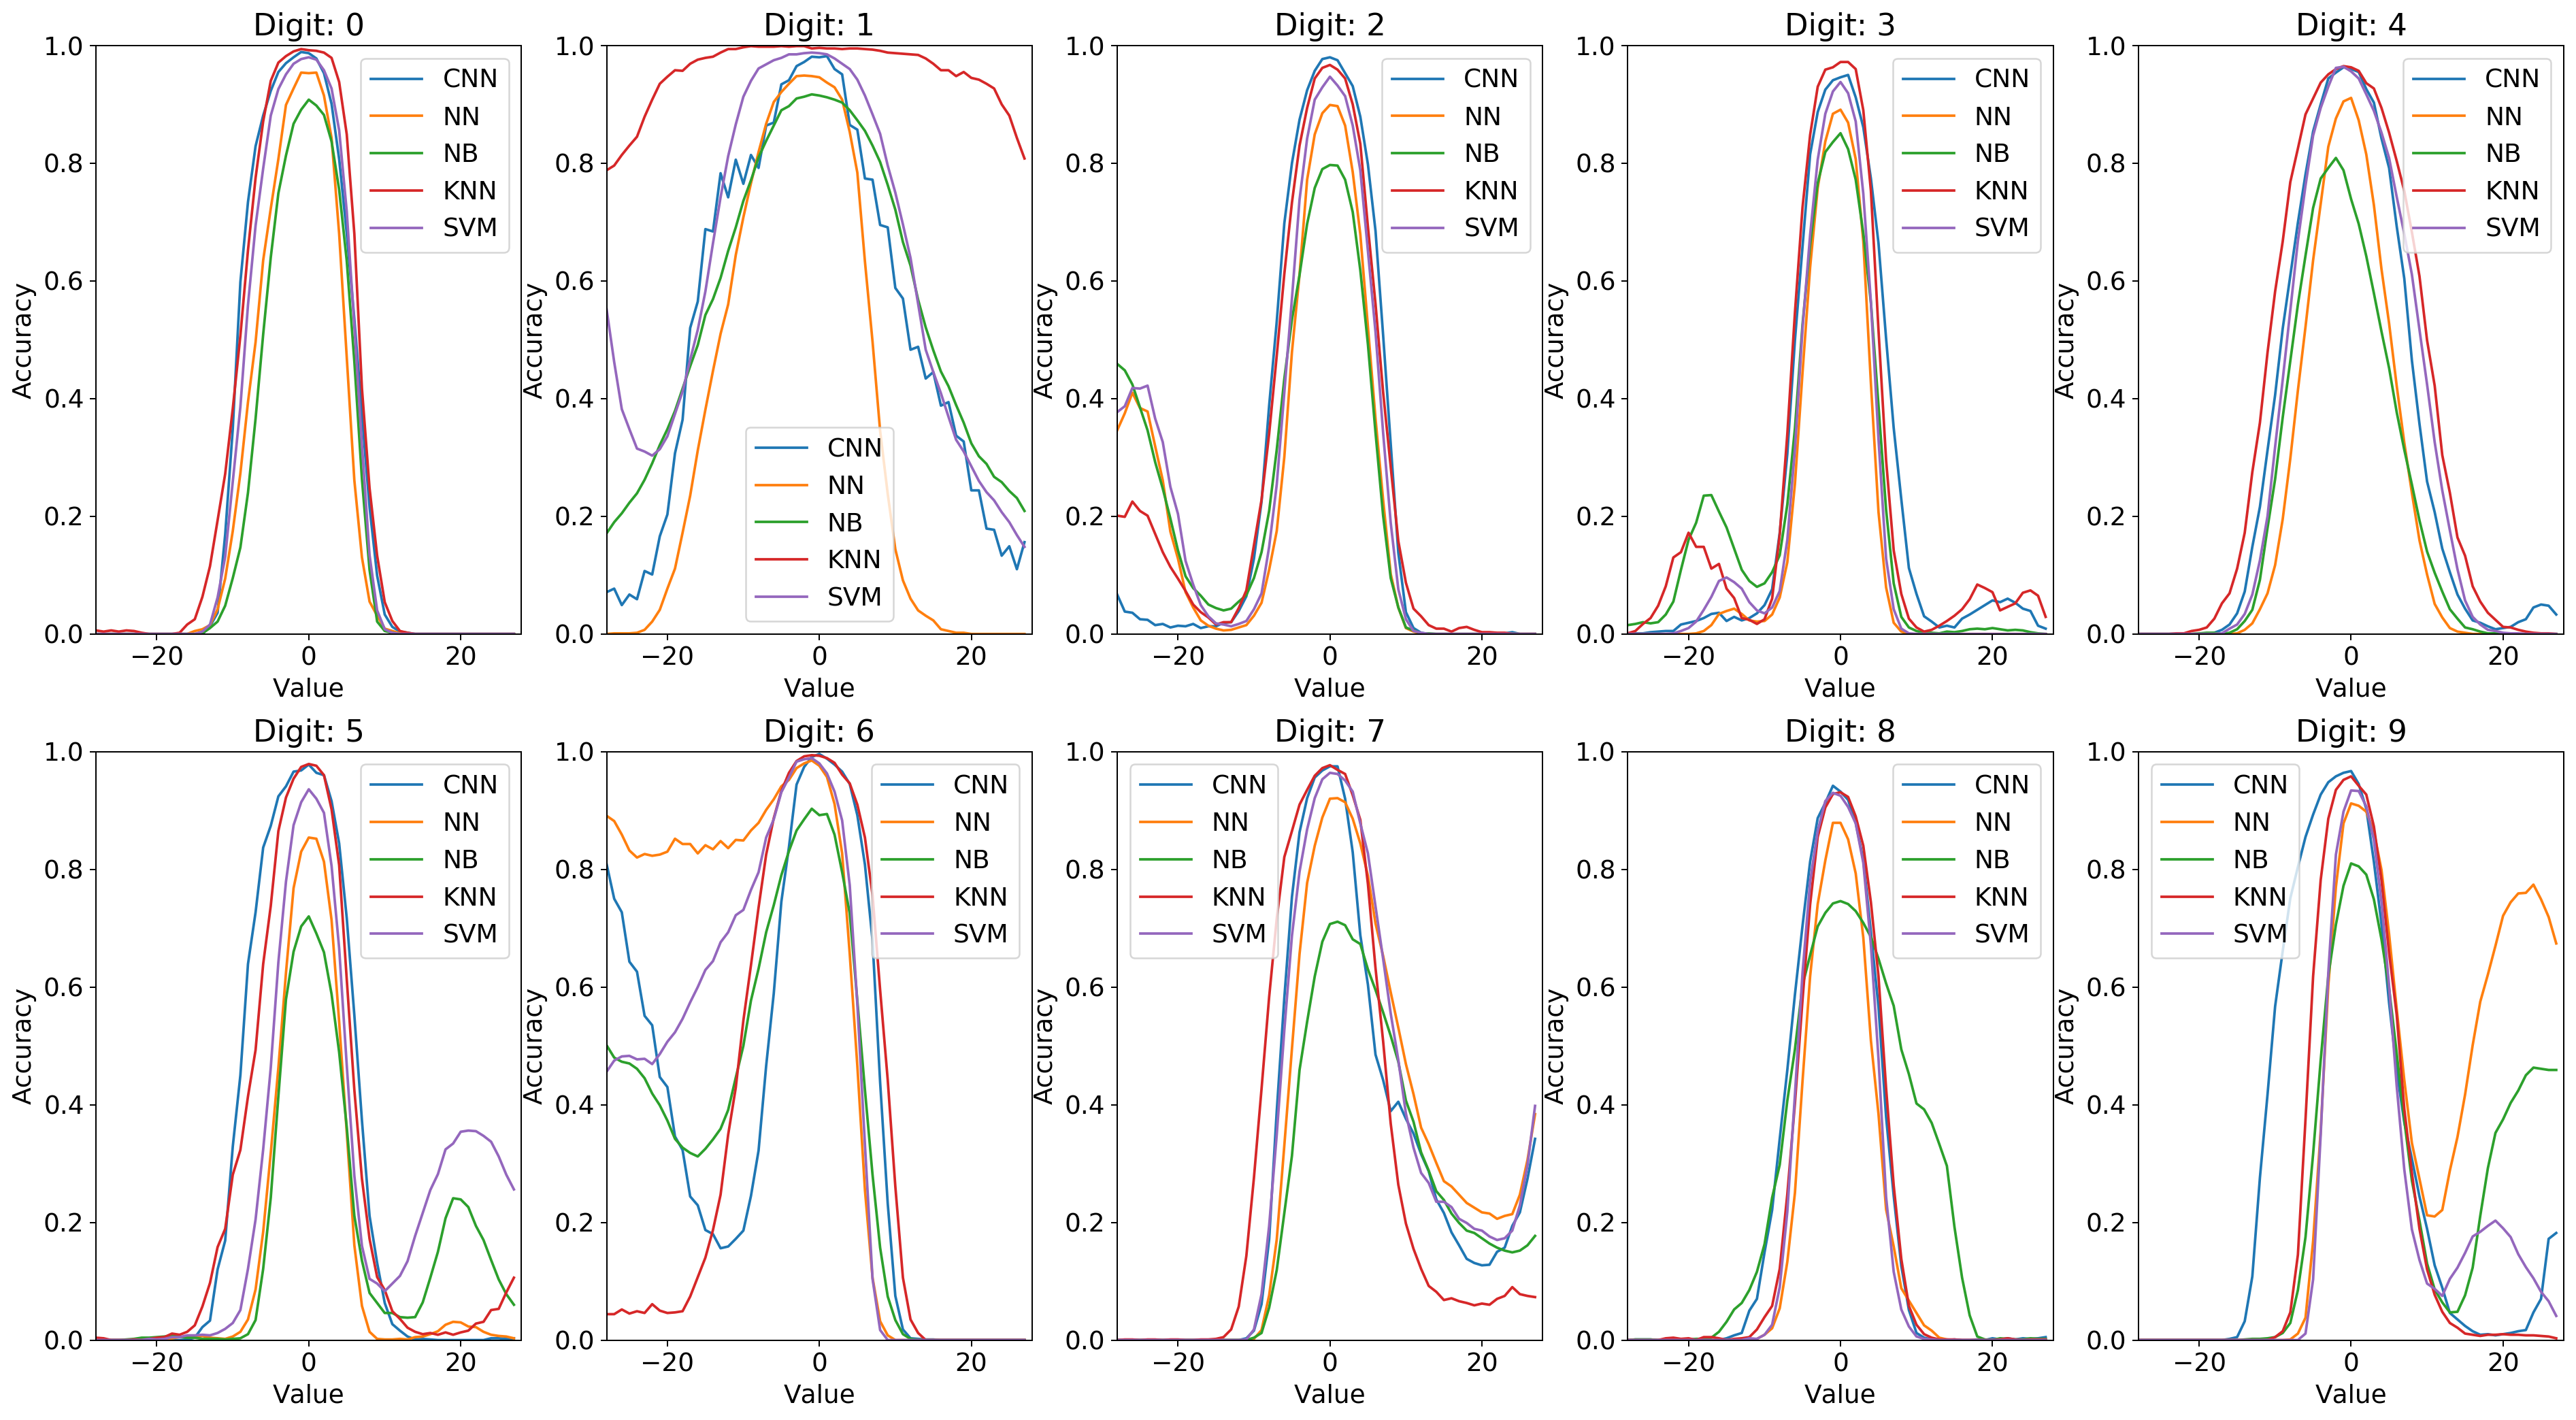 Digit: 0
1.0
0.8
0.6
0.4
0.2
0.0
Accuracy
−20 0 20
Value
CNN
NN
NB
KNN
SVM
Digit: 1
1.0
0.8
0.6
0.4
0.2
0.0
Accuracy
−20 0 20
Value
CNN
NN
NB
KNN
SVM
Digit: 2
1.0
0.8
0.6
0.4
0.2
0.0
Accuracy
−20 0 20
Value
CNN
NN
NB
KNN
SVM
Digit: 3
1.0
0.8
0.6
0.4
0.2
0.0
Accuracy
−20 0 20
Value
CNN
NN
NB
KNN
SVM
Digit: 4
1.0
0.8
0.6
0.4
0.2
0.0
Accuracy
−20 0 20
Value
CNN
NN
NB
KNN
SVM
Digit: 5
1.0
0.8
0.6
0.4
0.2
0.0
Accuracy
−20 0 20
Value
CNN
NN
NB
KNN
SVM
Digit: 6
1.0
0.8
0.6
0.4
0.2
0.0
Accuracy
−20 0 20
Value
CNN
NN
NB
KNN
SVM
Digit: 7
1.0
0.8
0.6
0.4
0.2
0.0
Accuracy
−20 0 20
Value
CNN
NN
NB
KNN
SVM
Digit: 8
1.0
0.8
0.6
0.4
0.2
0.0
Accuracy
−20 0 20
Value
CNN
NN
NB
KNN
SVM
Digit: 9
1.0
0.8
0.6
0.4
0.2
0.0
Accuracy
−20 0 20
Value
CNN
NN
NB
KNN
SVM